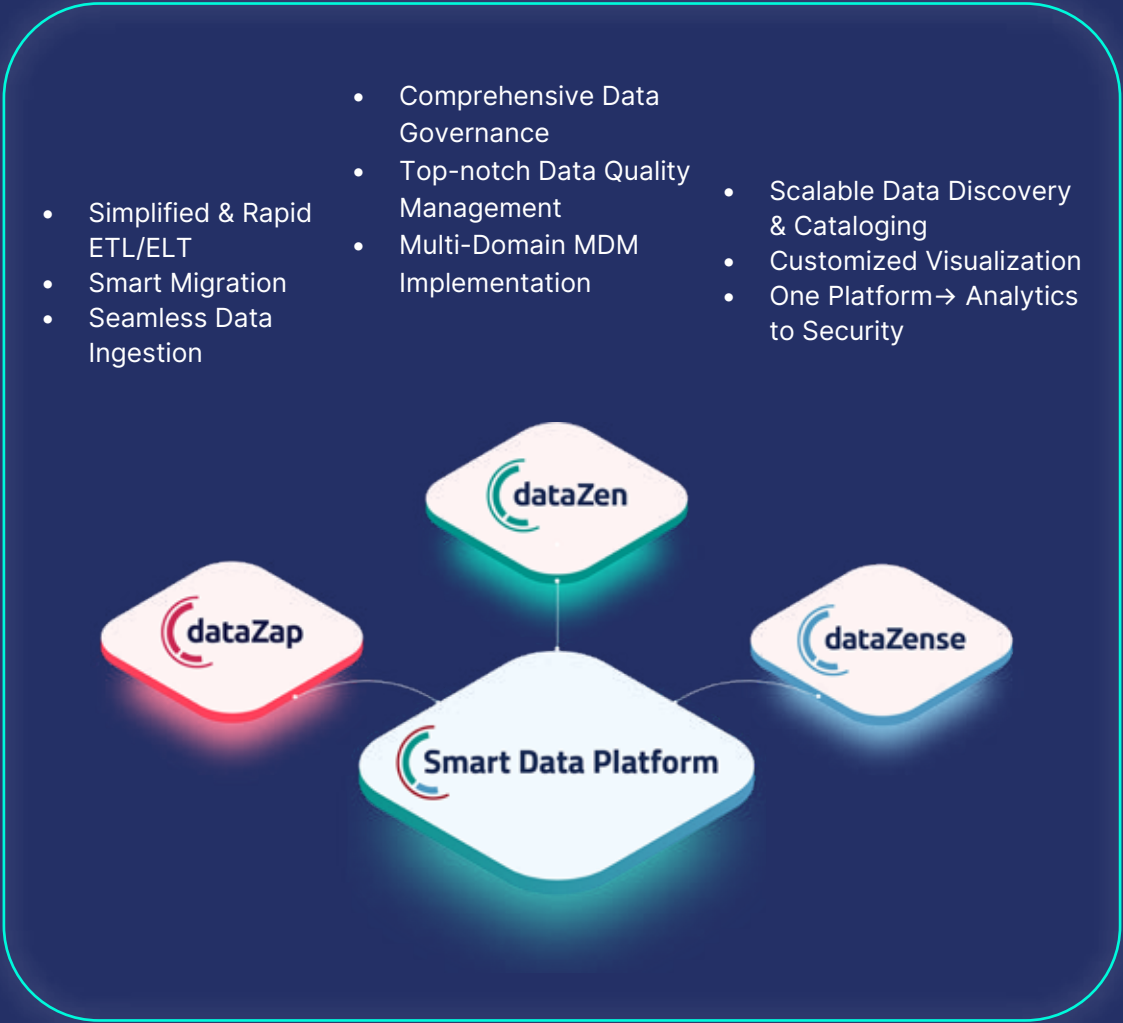 • Comprehensive Data
Governance
• Top-notch Data Quality
Management
• Multi-Domain MDM
Implementation
• Simplified & Rapid
ETL/ELT
• Smart Migration
• Seamless Data
Ingestion
• Scalable Data Discovery
& Cataloging
• Customized Visualization
• One Platform→ Analytics
to Security
dataZen
dataZap
dataZense
Smart Data Platform